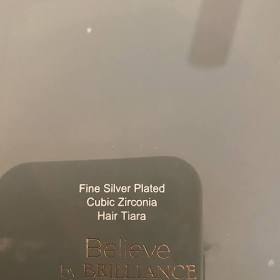 Fine Silver Plated
Cubic Zirconia
Hair Tiara
Believe
by BRILLIANCE